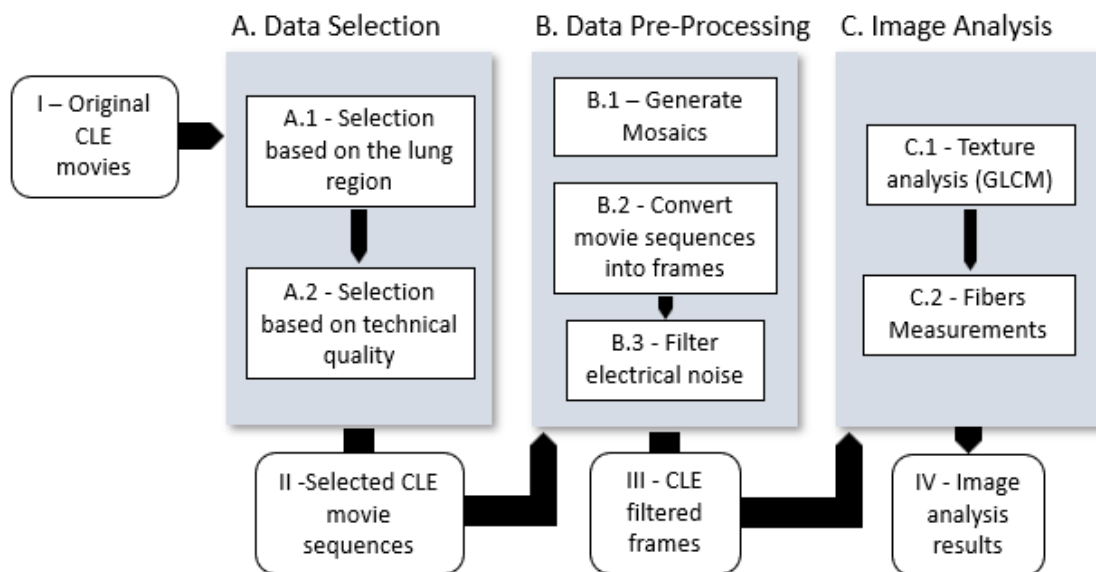 A. Data Selection
B. Data Pre-Processing
C. Image Analysis
I – Original
CLE
movies
A.1 - Selection
based on the lung
region
A.2 - Selection
based on technical
quality
B.1 – Generate
Mosaics
B.2 - Convert
movie sequences
into frames
B.3 - Filter
electrical noise
C.1 - Texture
analysis (GLCM)
C.2 - Fibers
Measurements
II -Selected CLE
movie
sequences
III - CLE
filtered
frames
IV - Image
analysis
results